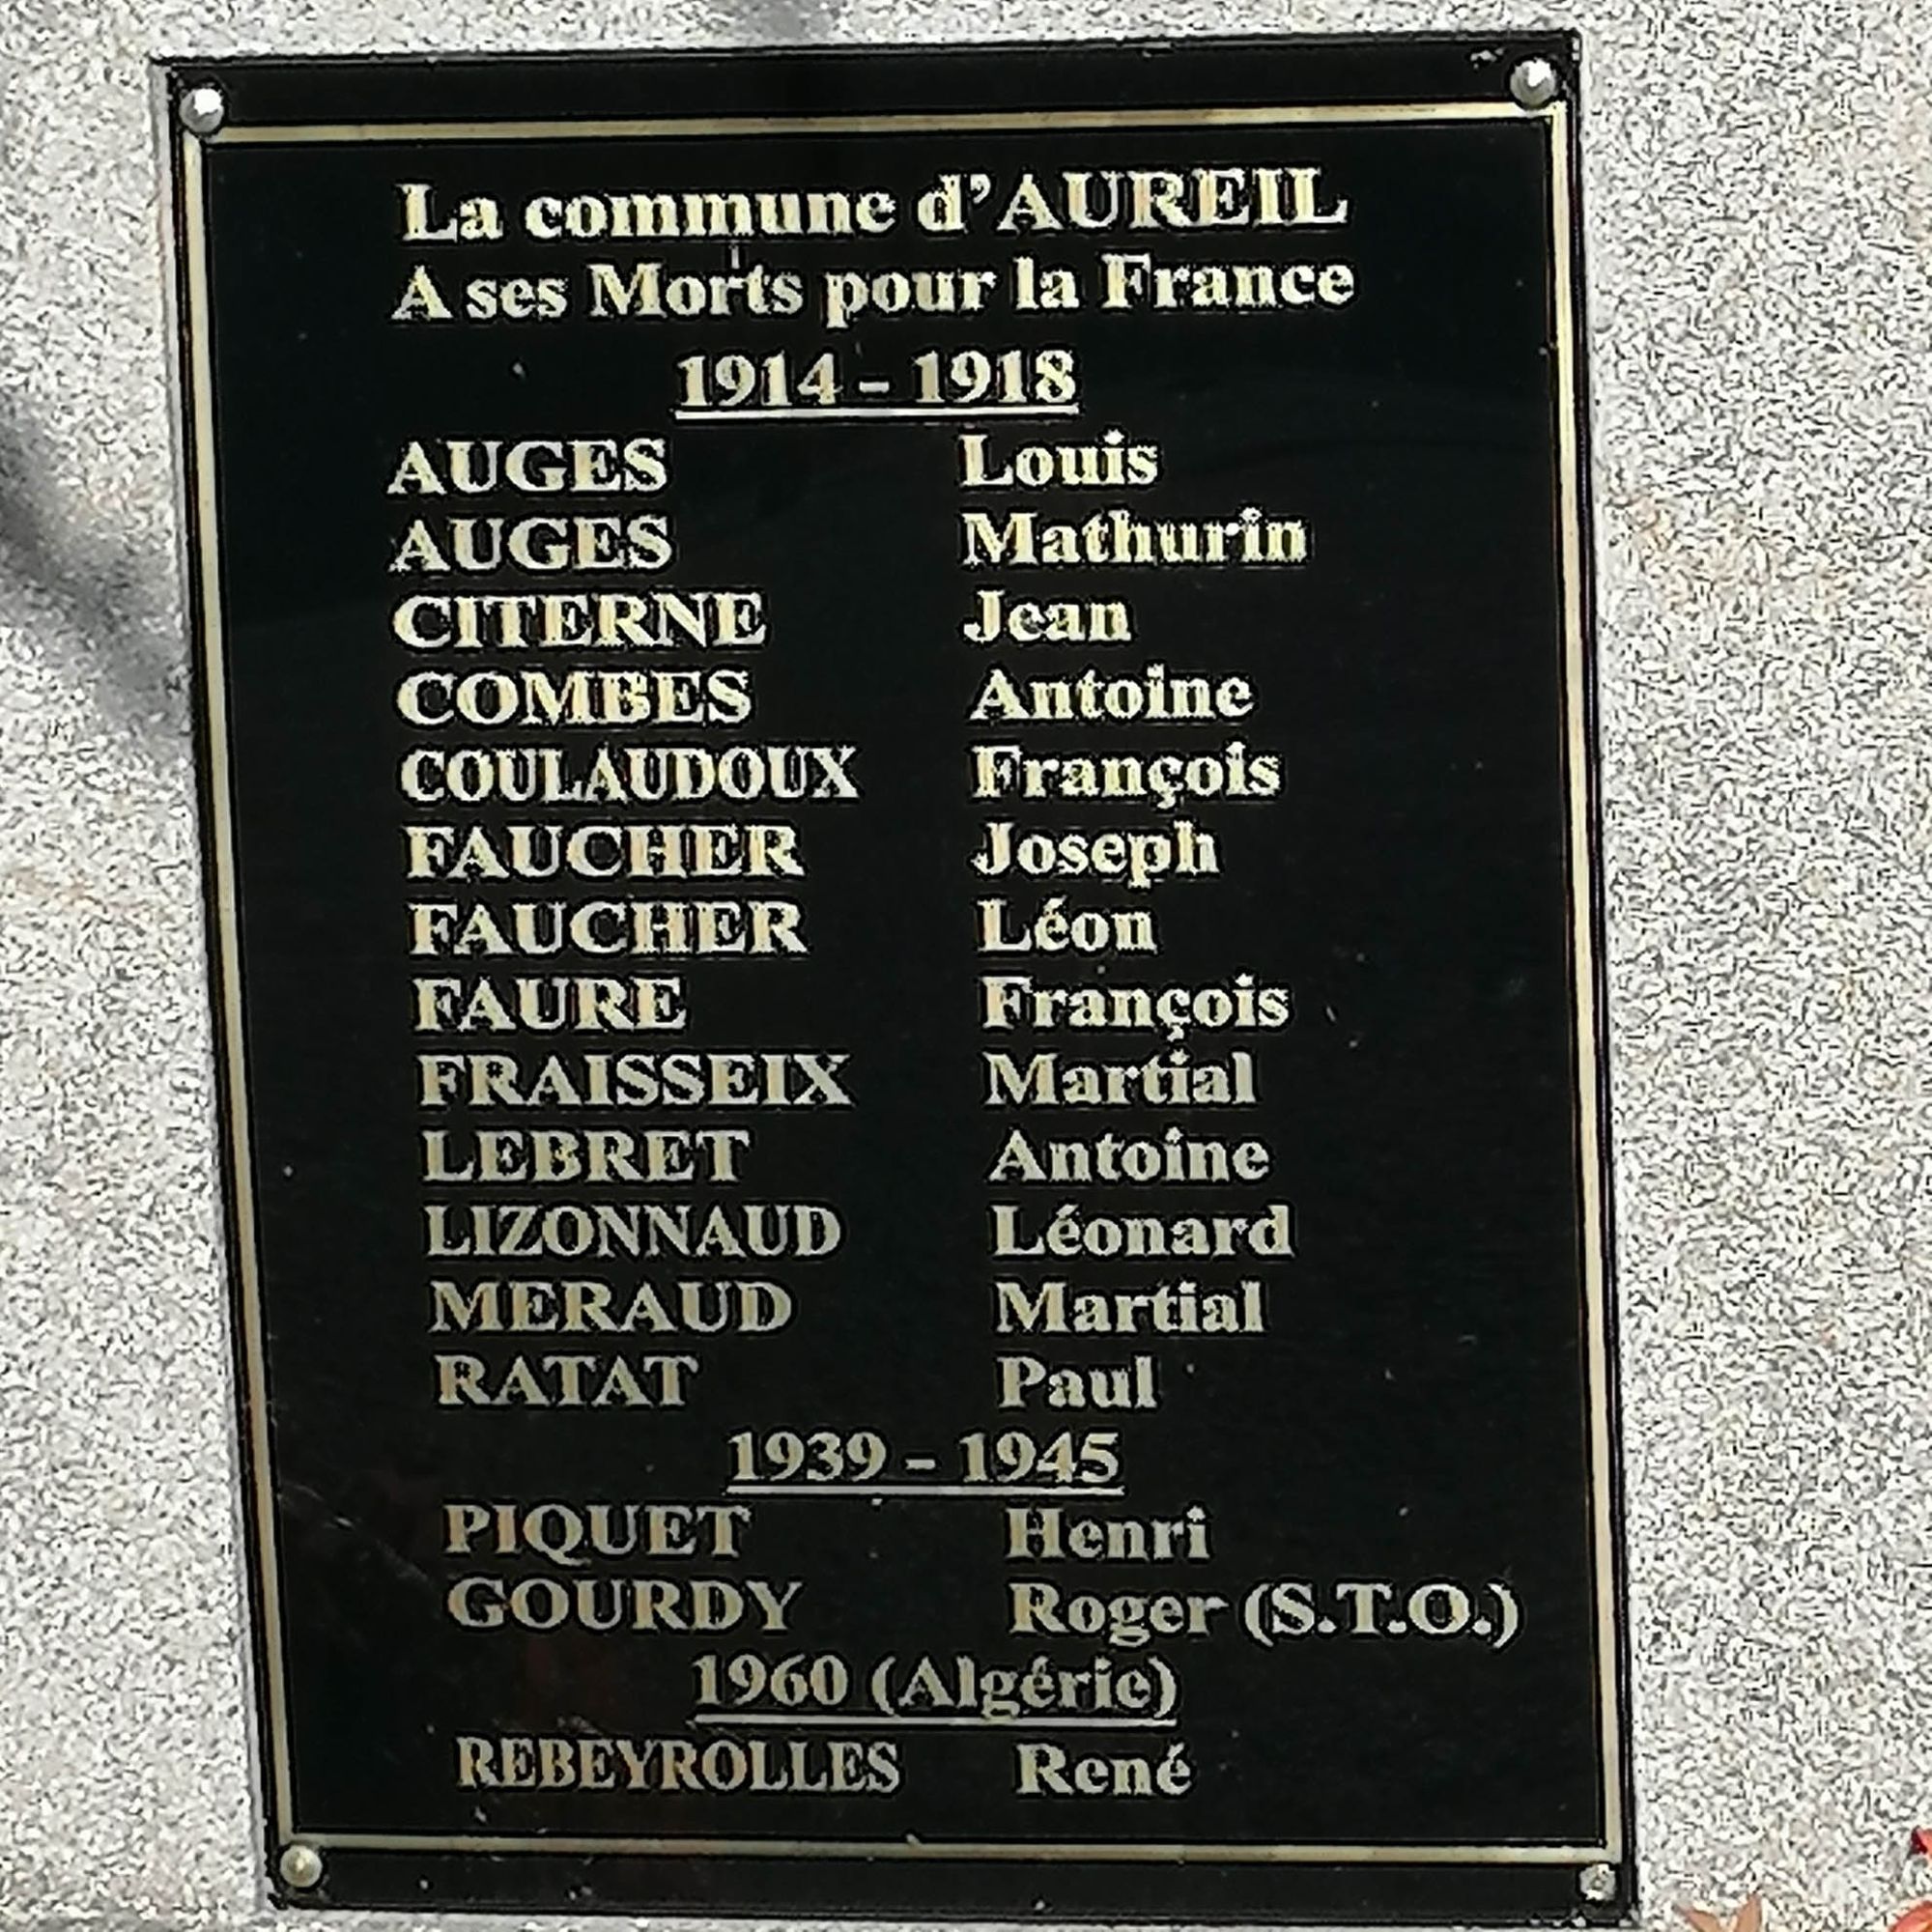 La commune d'AUREIL
A ses Morts pour la France
1914 - 1918
AUGES Louis
AUGES Mathurin
CITERNE Jean
COMBES Antoine
COULAUDOUX François
FAUCHER Joseph
FAUCHER Léon
FAURE François
FRAISSEIX Martial
LEBRET Antoine
LIZONNAUD Léonard
MERAUD Martial
RATAT Paul
1939 - 1945
PIQUET Henri
GOURDY Roger (S.T.O.)
1960 (Algérie)
REBEYROLLES René